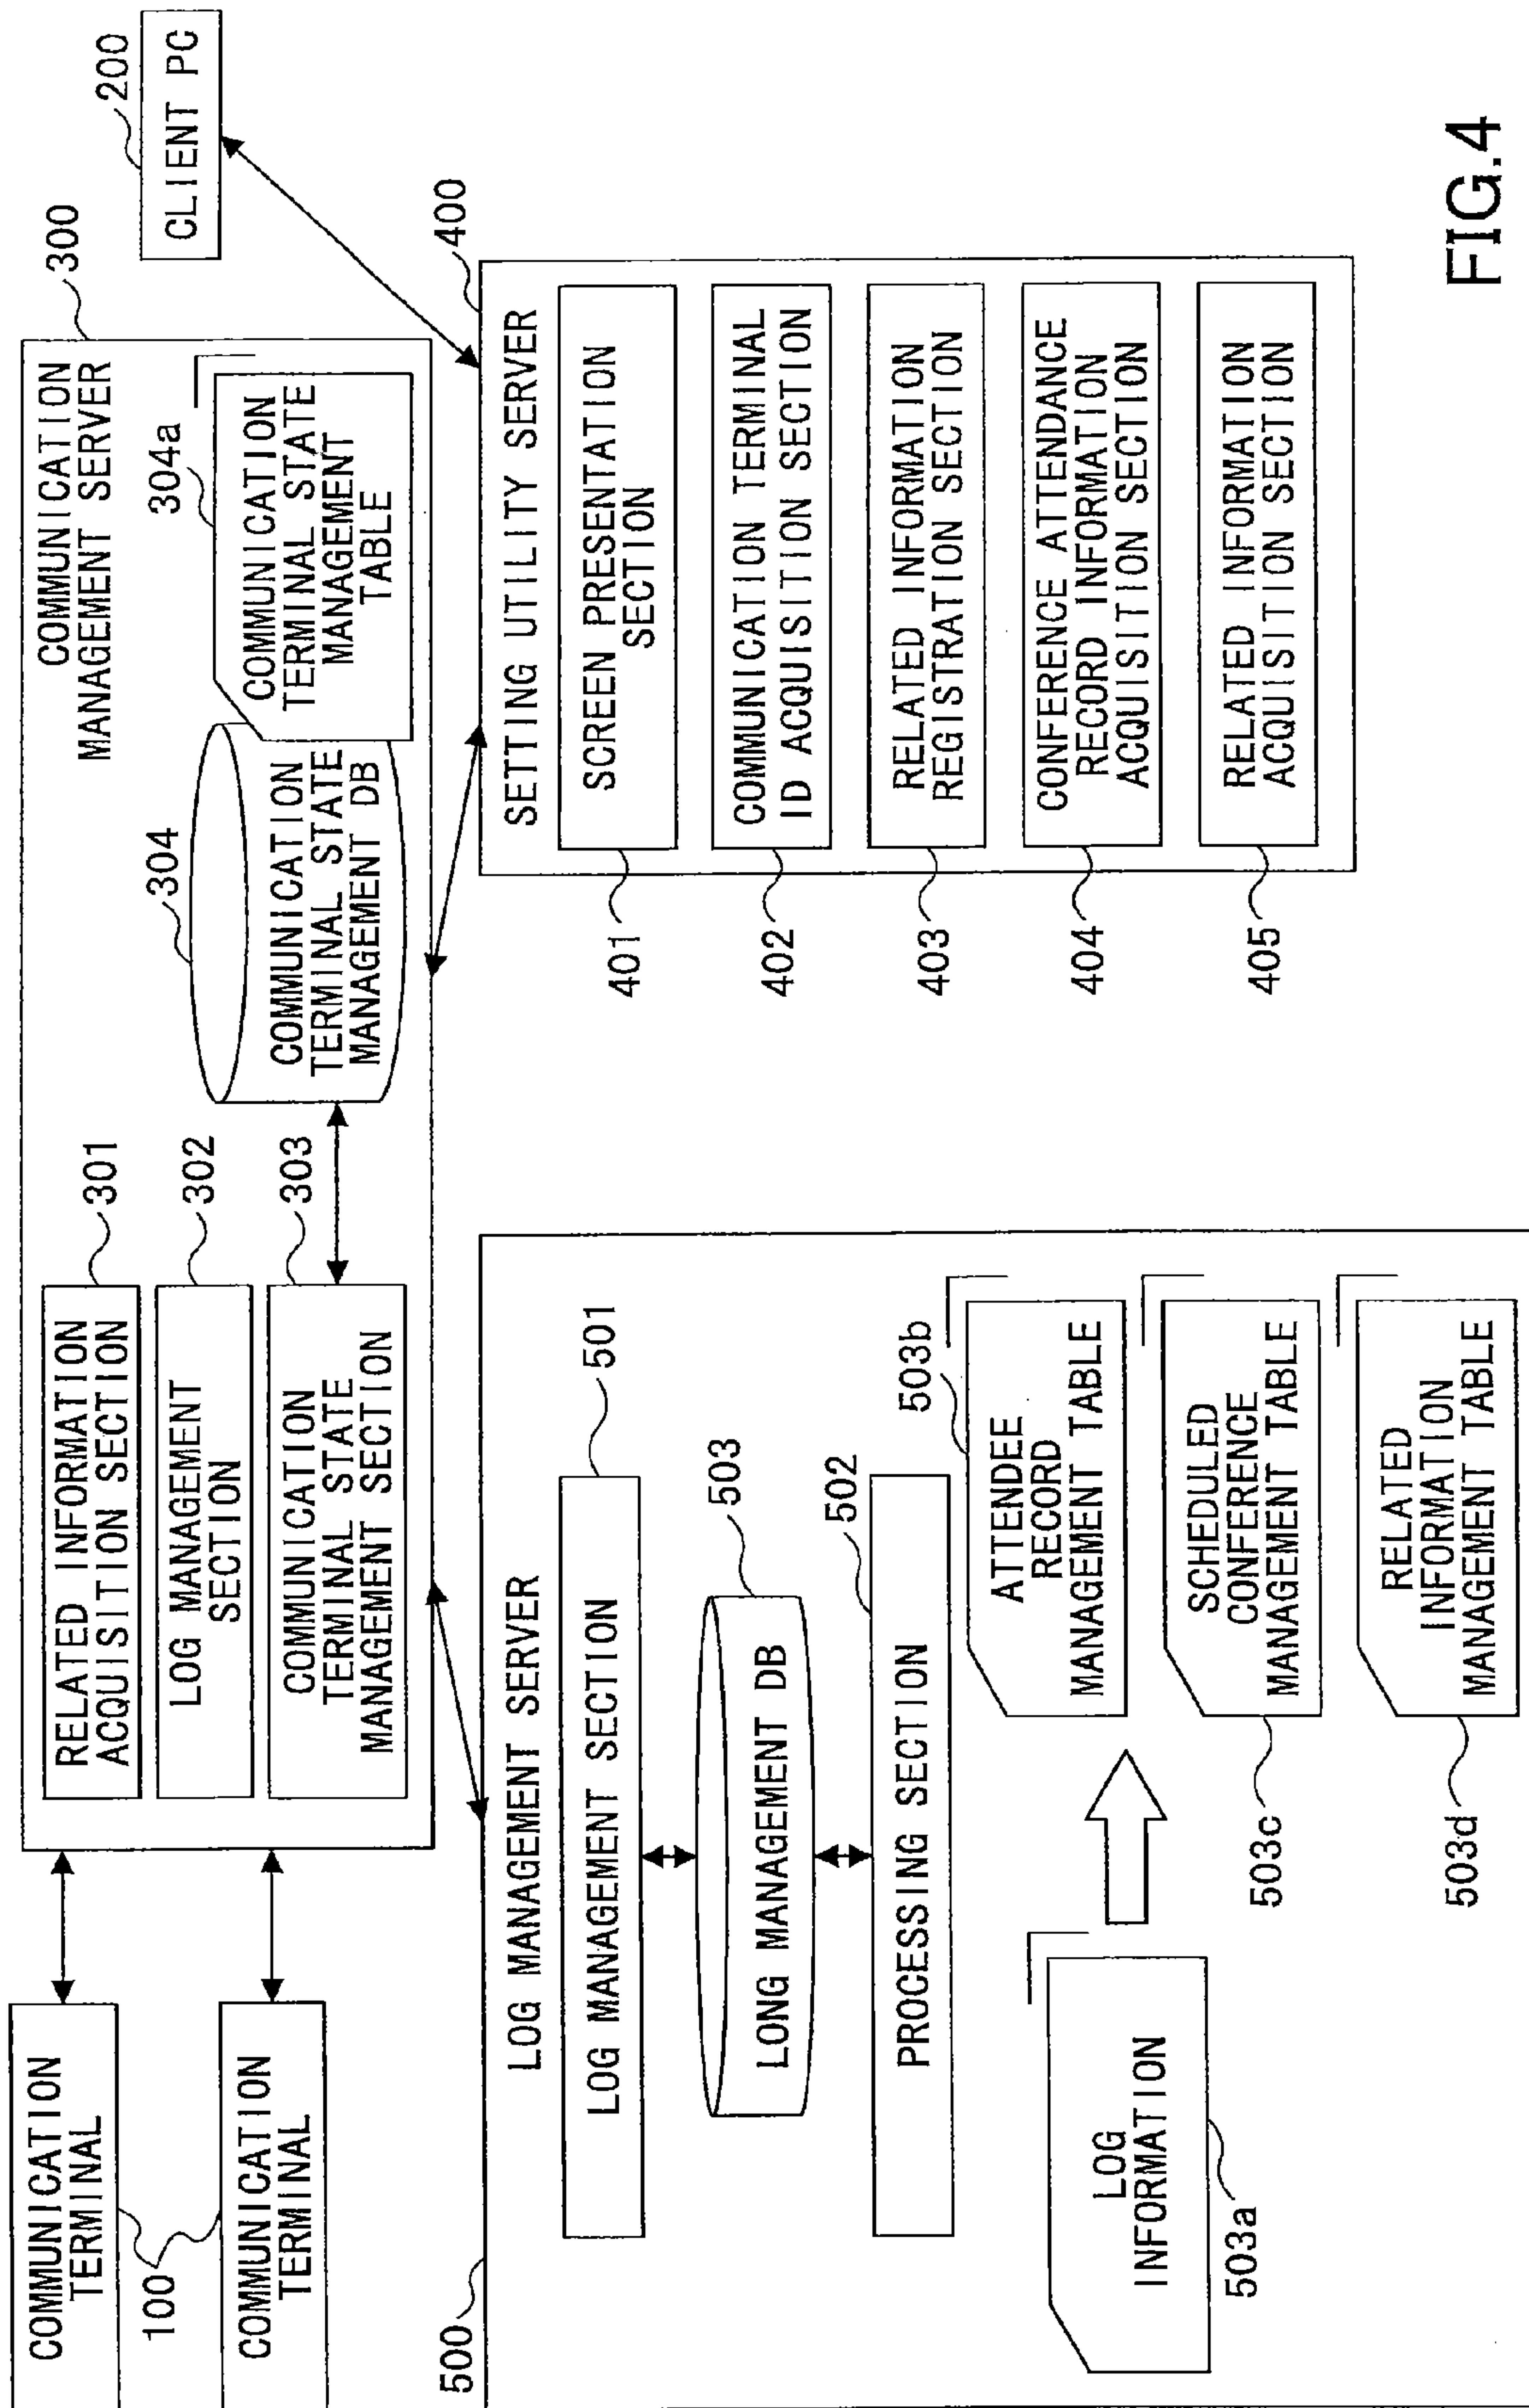 COMMUNICATION
TERMINAL
100
COMMUNICATION
TERMINAL
COMMUNICATION
MANAGEMENT SERVER
300
RELATED INFORMATION
ACQUISITION SECTION
301
LOG MANAGEMENT
SECTION
302
COMMUNICATION
TERMINAL STATE
MANAGEMENT SECTION
303
304
COMMUNICATION
TERMINAL STATE
MANAGEMENT DB
304a
COMMUNICATION
TERMINAL STATE
MANAGEMENT
TABLE
200
CLIENT PC
500
LOG MANAGEMENT SERVER
LOG MANAGEMENT SECTION
501
LONG MANAGEMENT DB
503
PROCESSING SECTION
502
LOG
INFORMATION
503a
503b
ATTENDEE
RECORD
MANAGEMENT TABLE
SCHEDULED
CONFERENCE
MANAGEMENT TABLE
503c
RELATED
INFORMATION
MANAGEMENT TABLE
503d
400
SETTING UTILITY SERVER
SCREEN PRESENTATION
SECTION
401
COMMUNICATION TERMINAL
ID ACQUISITION SECTION
402
RELATED INFORMATION
REGISTRATION SECTION
403
CONFERENCE ATTENDANCE
RECORD INFORMATION
ACQUISITION SECTION
404
RELATED INFORMATION
ACQUISITION SECTION
405
FIG.4